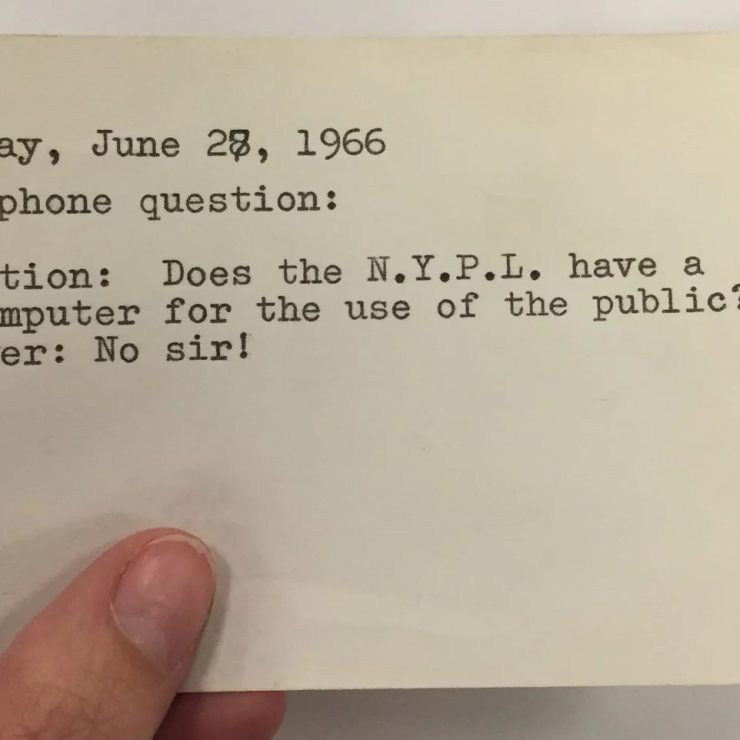 ay, June 28, 1966
phone question:
tion: Does the N.Y.P.L. have a
mputer for the use of the public?
er: No sir!